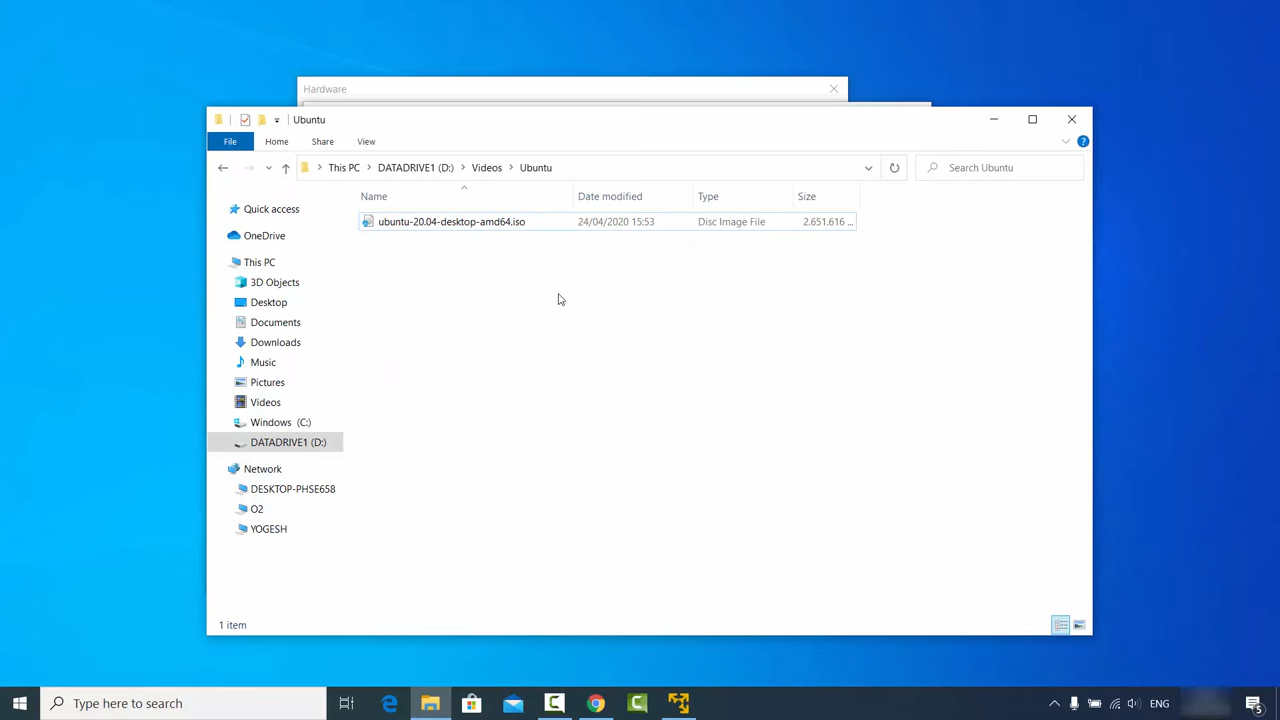 Hardware
Ubuntu
File Home Share View
This PC DATADRIVE1 (D:) Videos Ubuntu
Search Ubuntu
Name Date modified Type Size
ubuntu-20.04-desktop-amd64.iso 24/04/2020 15:53 Disc Image File 2.651.616 ...
Quick access
OneDrive
This PC
3D Objects
Desktop
Documents
Downloads
Music
Pictures
Videos
Windows (C:)
DATADRIVE1 (D:)
Network
DESKTOP-PHSE658
O2
YOGESH
1 item
Type here to search
ENG
5